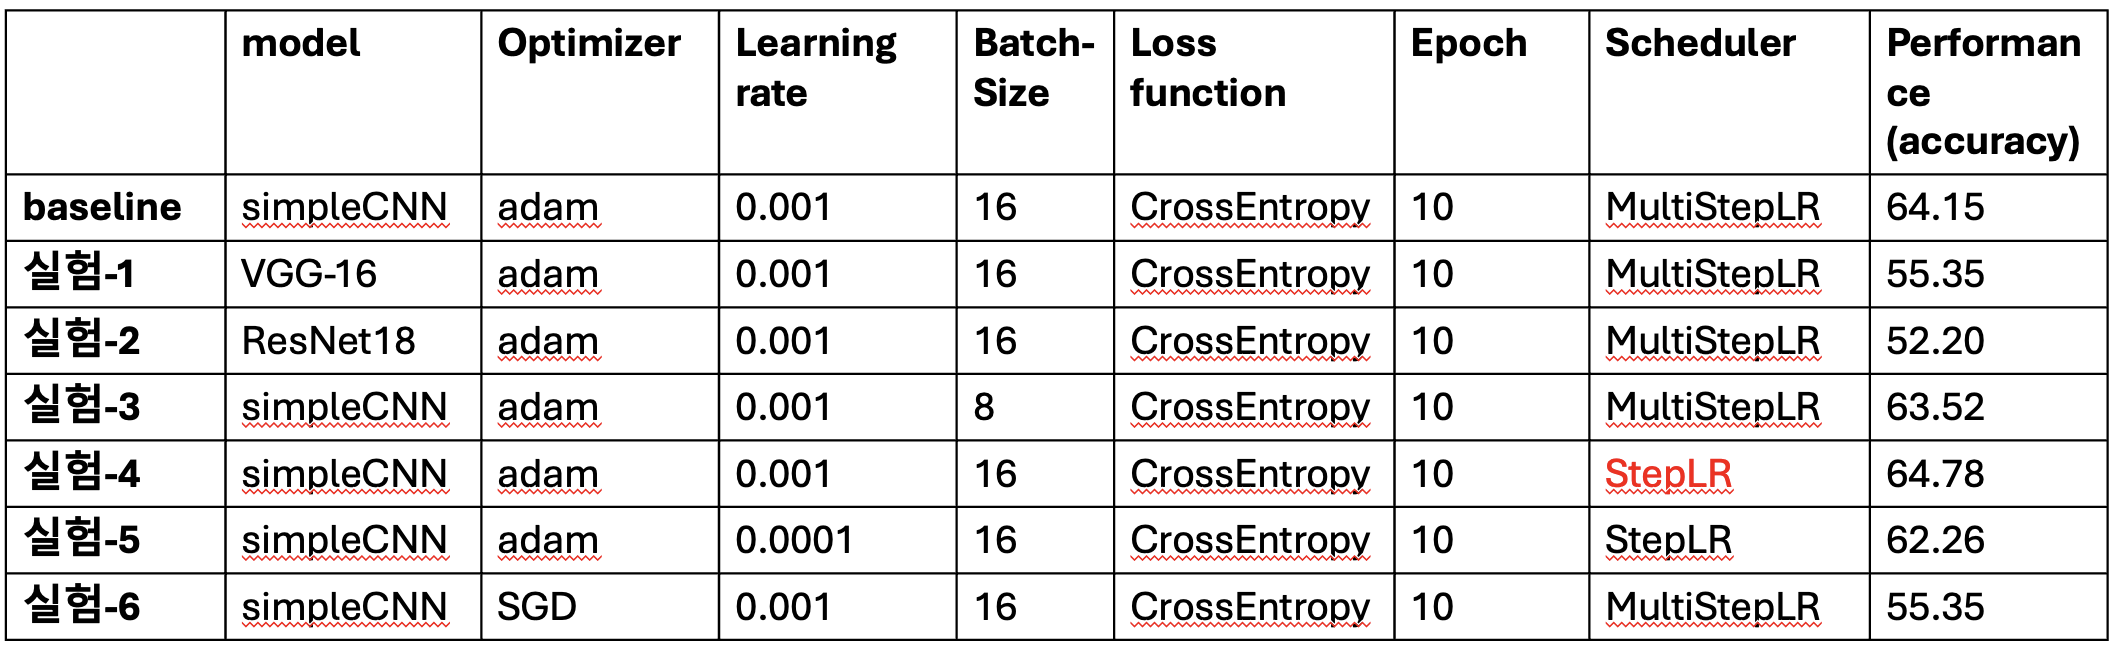 model Optimizer Learning rate Batch-Size Loss function Epoch Scheduler Performance (accuracy)
baseline simpleCNN adam 0.001 16 CrossEntropy 10 MultiStepLR 64.15
실험-1 VGG-16 adam 0.001 16 CrossEntropy 10 MultiStepLR 55.35
실험-2 ResNet18 adam 0.001 16 CrossEntropy 10 MultiStepLR 52.20
실험-3 simpleCNN adam 0.001 8 CrossEntropy 10 MultiStepLR 63.52
실험-4 simpleCNN adam 0.001 16 CrossEntropy 10 StepLR 64.78
실험-5 simpleCNN adam 0.0001 16 CrossEntropy 10 StepLR 62.26
실험-6 simpleCNN SGD 0.001 16 CrossEntropy 10 MultiStepLR 55.35